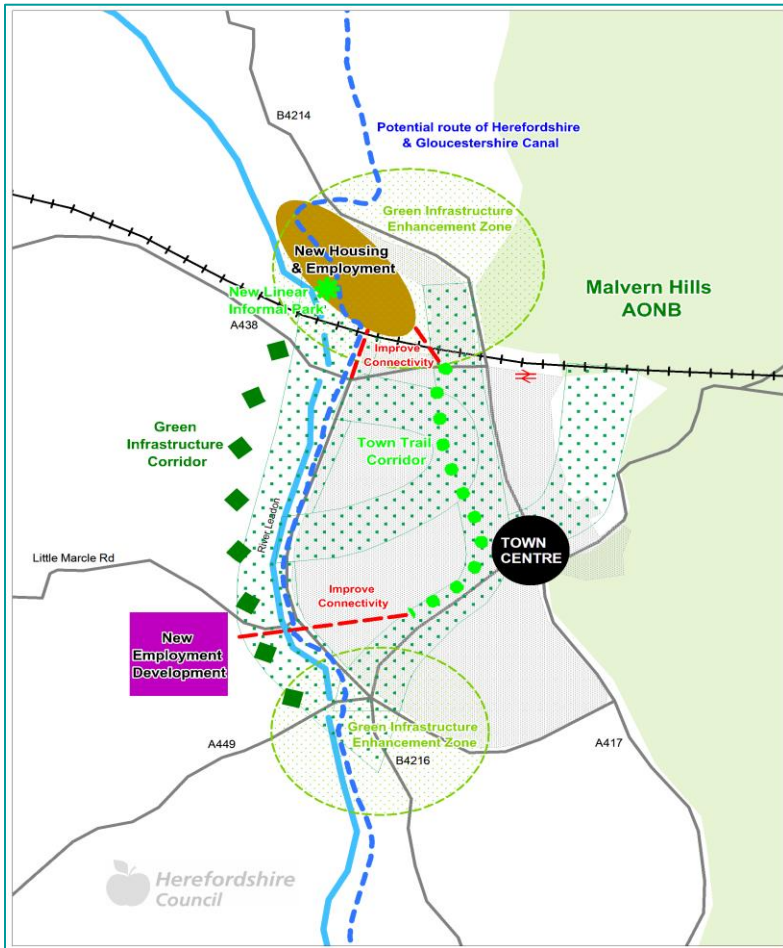 B4214
Potential route of Herefordshire
& Gloucestershire Canal
Green Infrastructure
Enhancement Zone
New Housing
& Employment
New Linear
Informal Park
Malvern Hills
AONB
A438
Improve
Connectivity
Green
Infrastructure
Corridor
Town Trail
Corridor
River Leadon
Little Marcle Rd
TOWN
CENTRE
Improve
Connectivity
New
Employment
Development
Green Infrastructure
Enhancement Zone
A449
B4216
A417
Herefordshire
Council